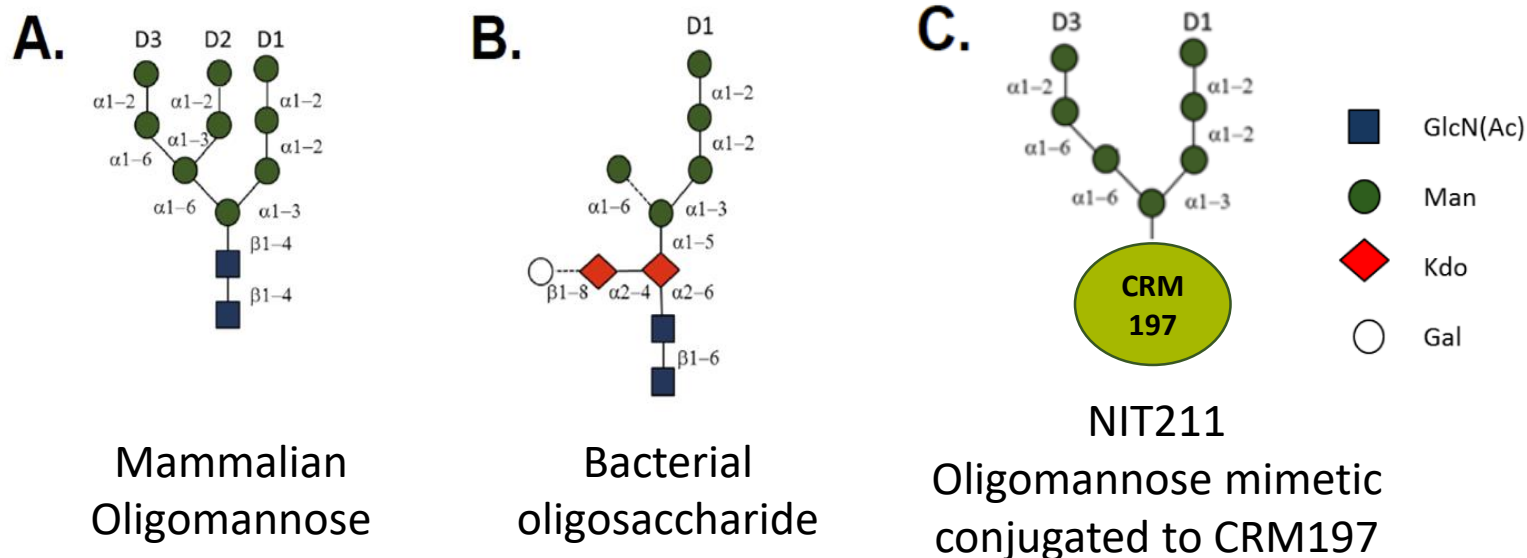 A.
D3 D2 D1
α1–2 α1–2 α1–2
α1–3 α1–2
α1–6
α1–6 α1–3
β1–4
β1–4
Mammalian
Oligomannose
B.
D1
α1–2
α1–2
α1–6 α1–3
α1–5
β1–8 α2–4 α2–6
β1–6
Bacterial
oligosaccharide
C.
D3 D1
α1–2 α1–2
α1–2
α1–6
α1–6 α1–3
CRM
197
NIT211
Oligomannose mimetic
conjugated to CRM197
GlcN(Ac)
Man
Kdo
Gal